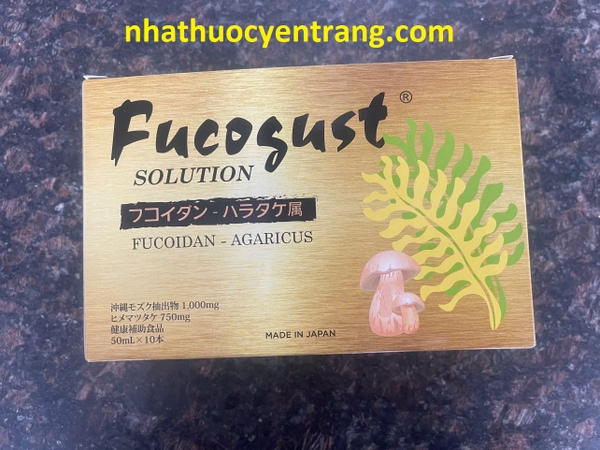 nhathuocyentrang.com
Fucogust®
SOLUTION
フコイダン - ハラタケ属
FUCOIDAN - AGARICUS
沖縄モズク抽出物 1,000mg
ヒメマツタケ 750mg
健康補助食品
50mL×10本
MADE IN JAPAN